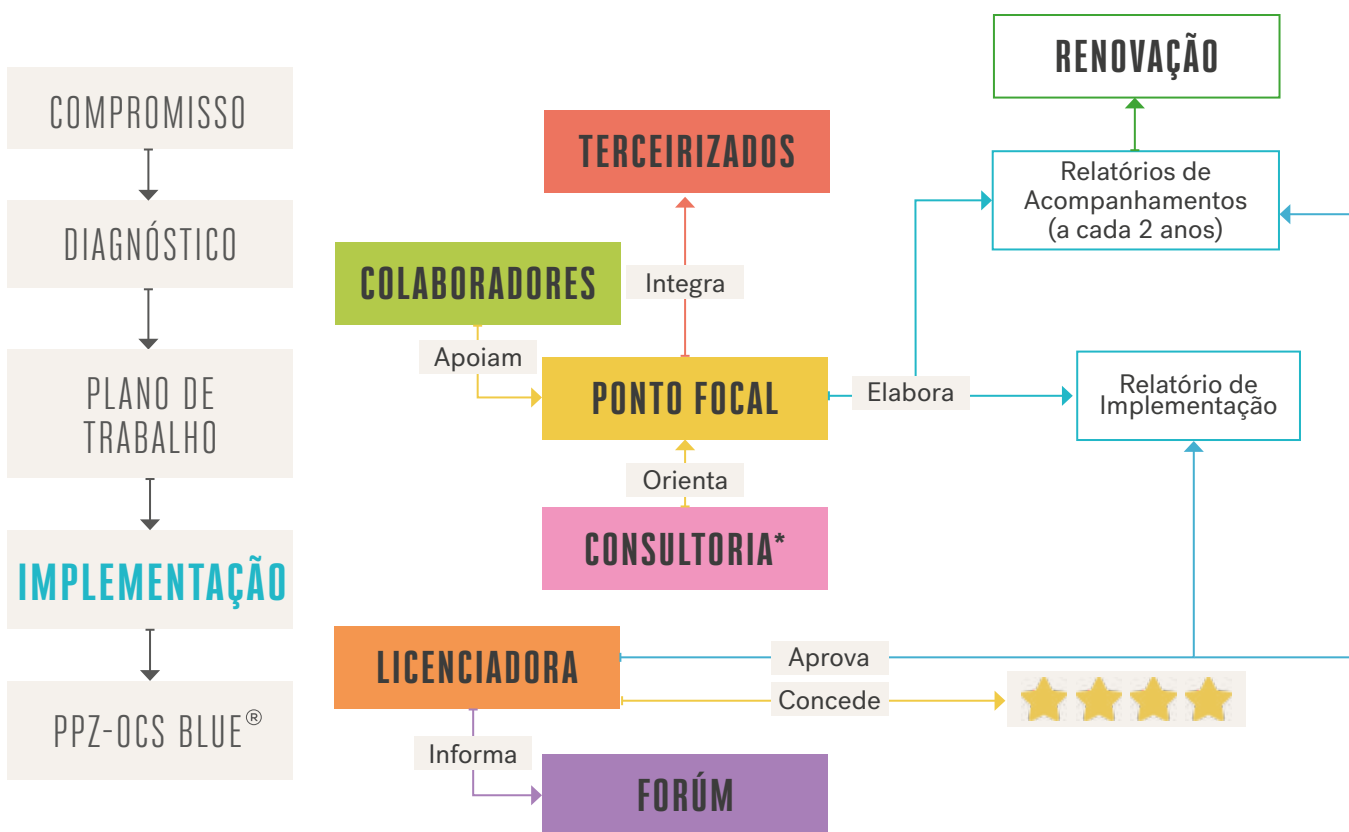 COMPROMISSO
DIAGNÓSTICO
PLANO DE
TRABALHO
IMPLEMENTAÇÃO
PPZ-OCS BLUE®
RENOVAÇÃO
TERCEIRIZADOS
Relatórios de
Acompanhamentos
(a cada 2 anos)
COLABORADORES
Integra
Apoiam
PONTO FOCAL
Elabora
Relatório de
Implementação
Orienta
CONSULTORIA*
LICENCIADORA
Aprova
Concede
Informa
FORÚM